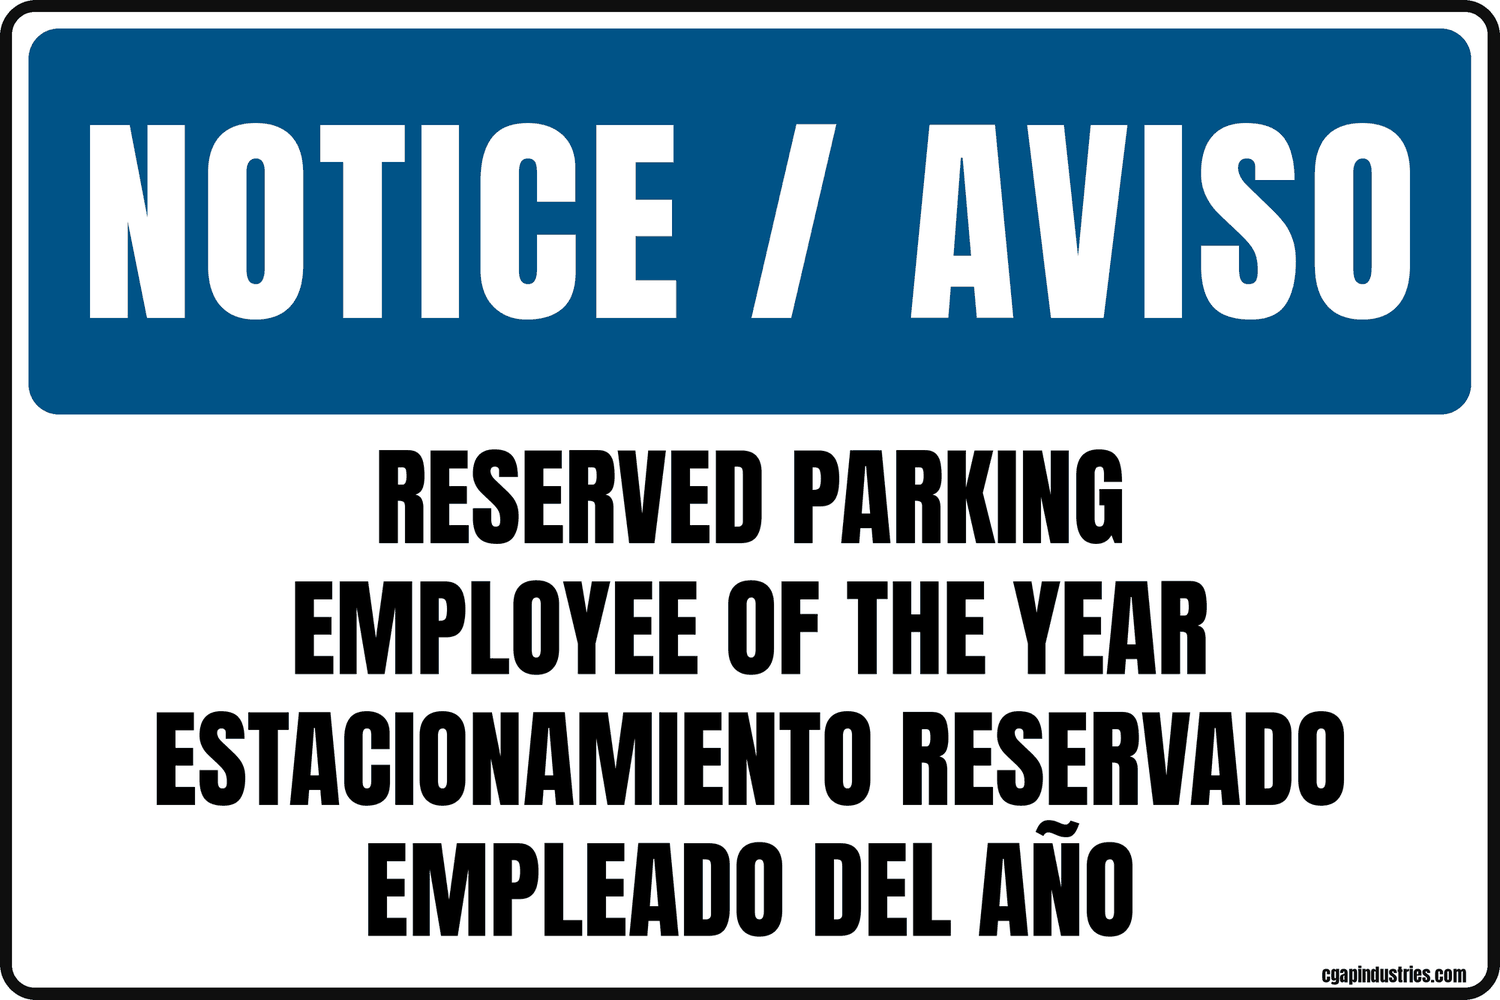 NOTICE / AVISO
RESERVED PARKING
EMPLOYEE OF THE YEAR
ESTACIONAMIENTO RESERVADO
EMPLEADO DEL AÑO
cgapindustries.com